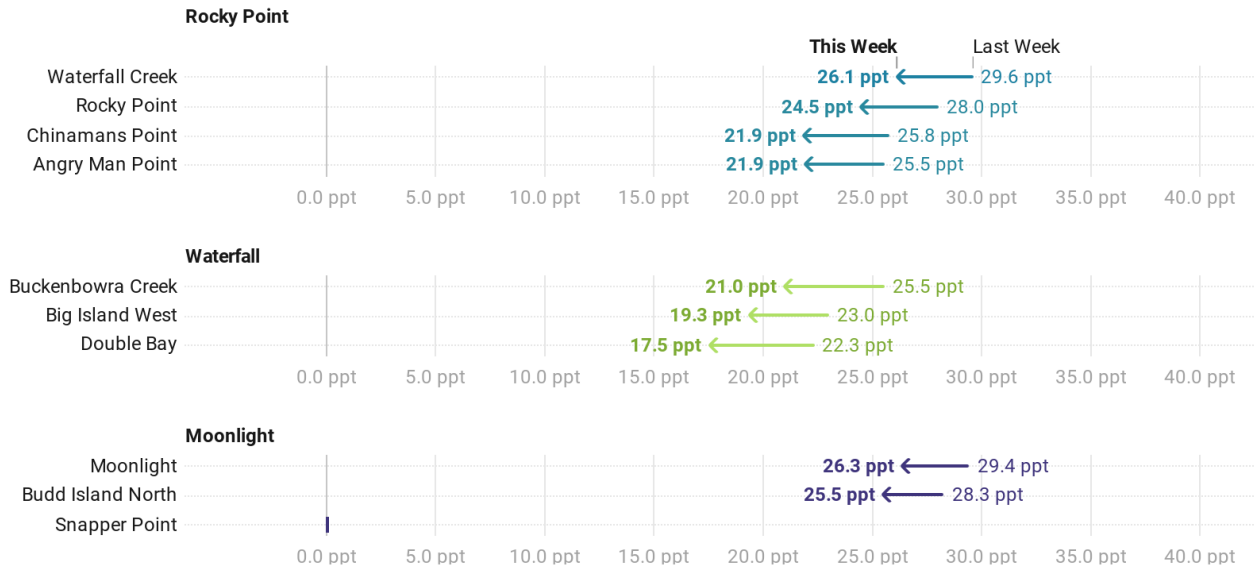 Rocky Point
This Week Last Week
Waterfall Creek 26.1 ppt 29.6 ppt
Rocky Point 24.5 ppt 28.0 ppt
Chinamans Point 21.9 ppt 25.8 ppt
Angry Man Point 21.9 ppt 25.5 ppt
0.0 ppt 5.0 ppt 10.0 ppt 15.0 ppt 20.0 ppt 25.0 ppt 30.0 ppt 35.0 ppt 40.0 ppt
Waterfall
Buckenbowra Creek 21.0 ppt 25.5 ppt
Big Island West 19.3 ppt 23.0 ppt
Double Bay 17.5 ppt 22.3 ppt
0.0 ppt 5.0 ppt 10.0 ppt 15.0 ppt 20.0 ppt 25.0 ppt 30.0 ppt 35.0 ppt 40.0 ppt
Moonlight
Moonlight 26.3 ppt 29.4 ppt
Budd Island North 25.5 ppt 28.3 ppt
Snapper Point
0.0 ppt 5.0 ppt 10.0 ppt 15.0 ppt 20.0 ppt 25.0 ppt 30.0 ppt 35.0 ppt 40.0 ppt